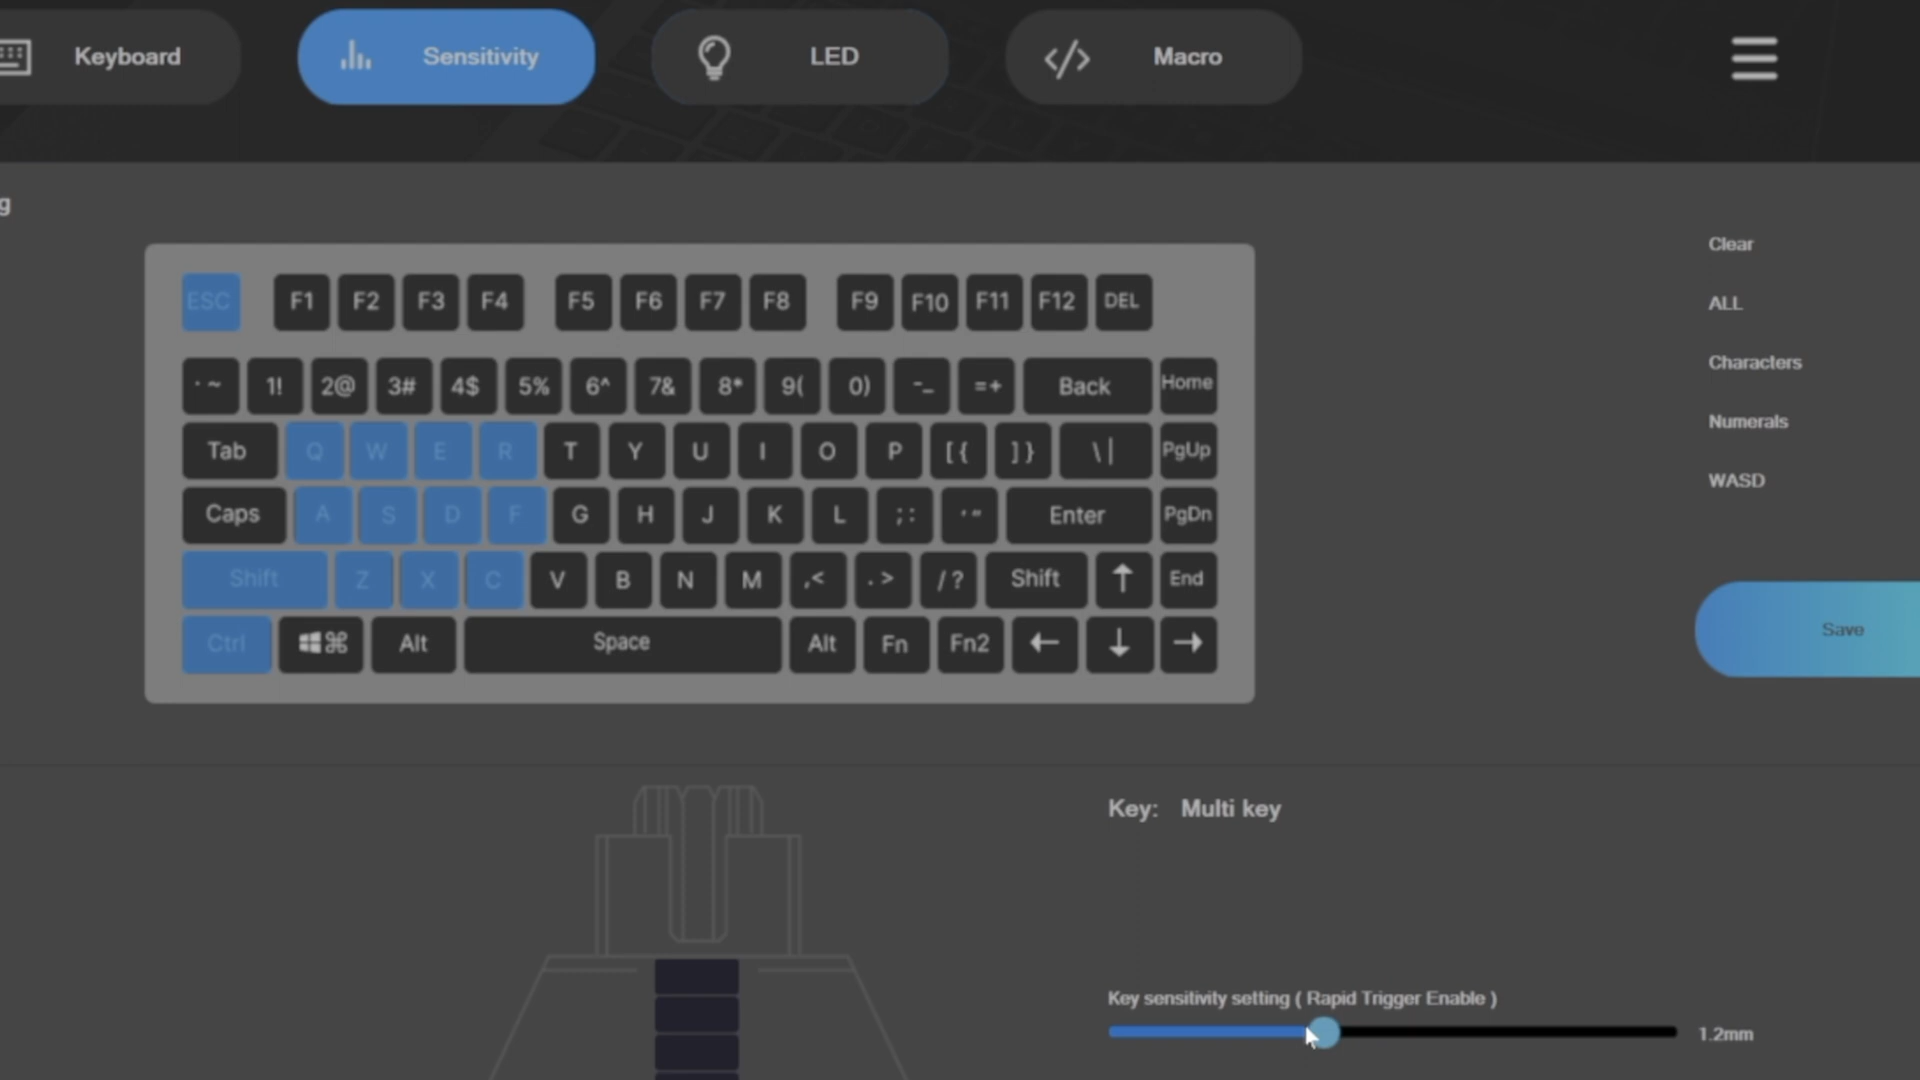 Keyboard Sensitivity LED Macro
g
Clear
ALL
Characters
Numerals
WASD
Save
ESC F1 F2 F3 F4 F5 F6 F7 F8 F9 F10 F11 F12 DEL
· ~ 1! 2@ 3# 4$ 5% 6^ 7& 8* 9( 0) -_ =+ Back Home
Tab Q W E R T Y U I O P [ { ] } \ | PgUp
Caps A S D F G H J K L ; : ' " Enter PgDn
Shift Z X C V B N M ,< . > / ? Shift ↑ End
Ctrl ⌘ Alt Space Alt Fn Fn2 ← ↓ →
Key: Multi key
Key sensitivity setting ( Rapid Trigger Enable )
1.2mm